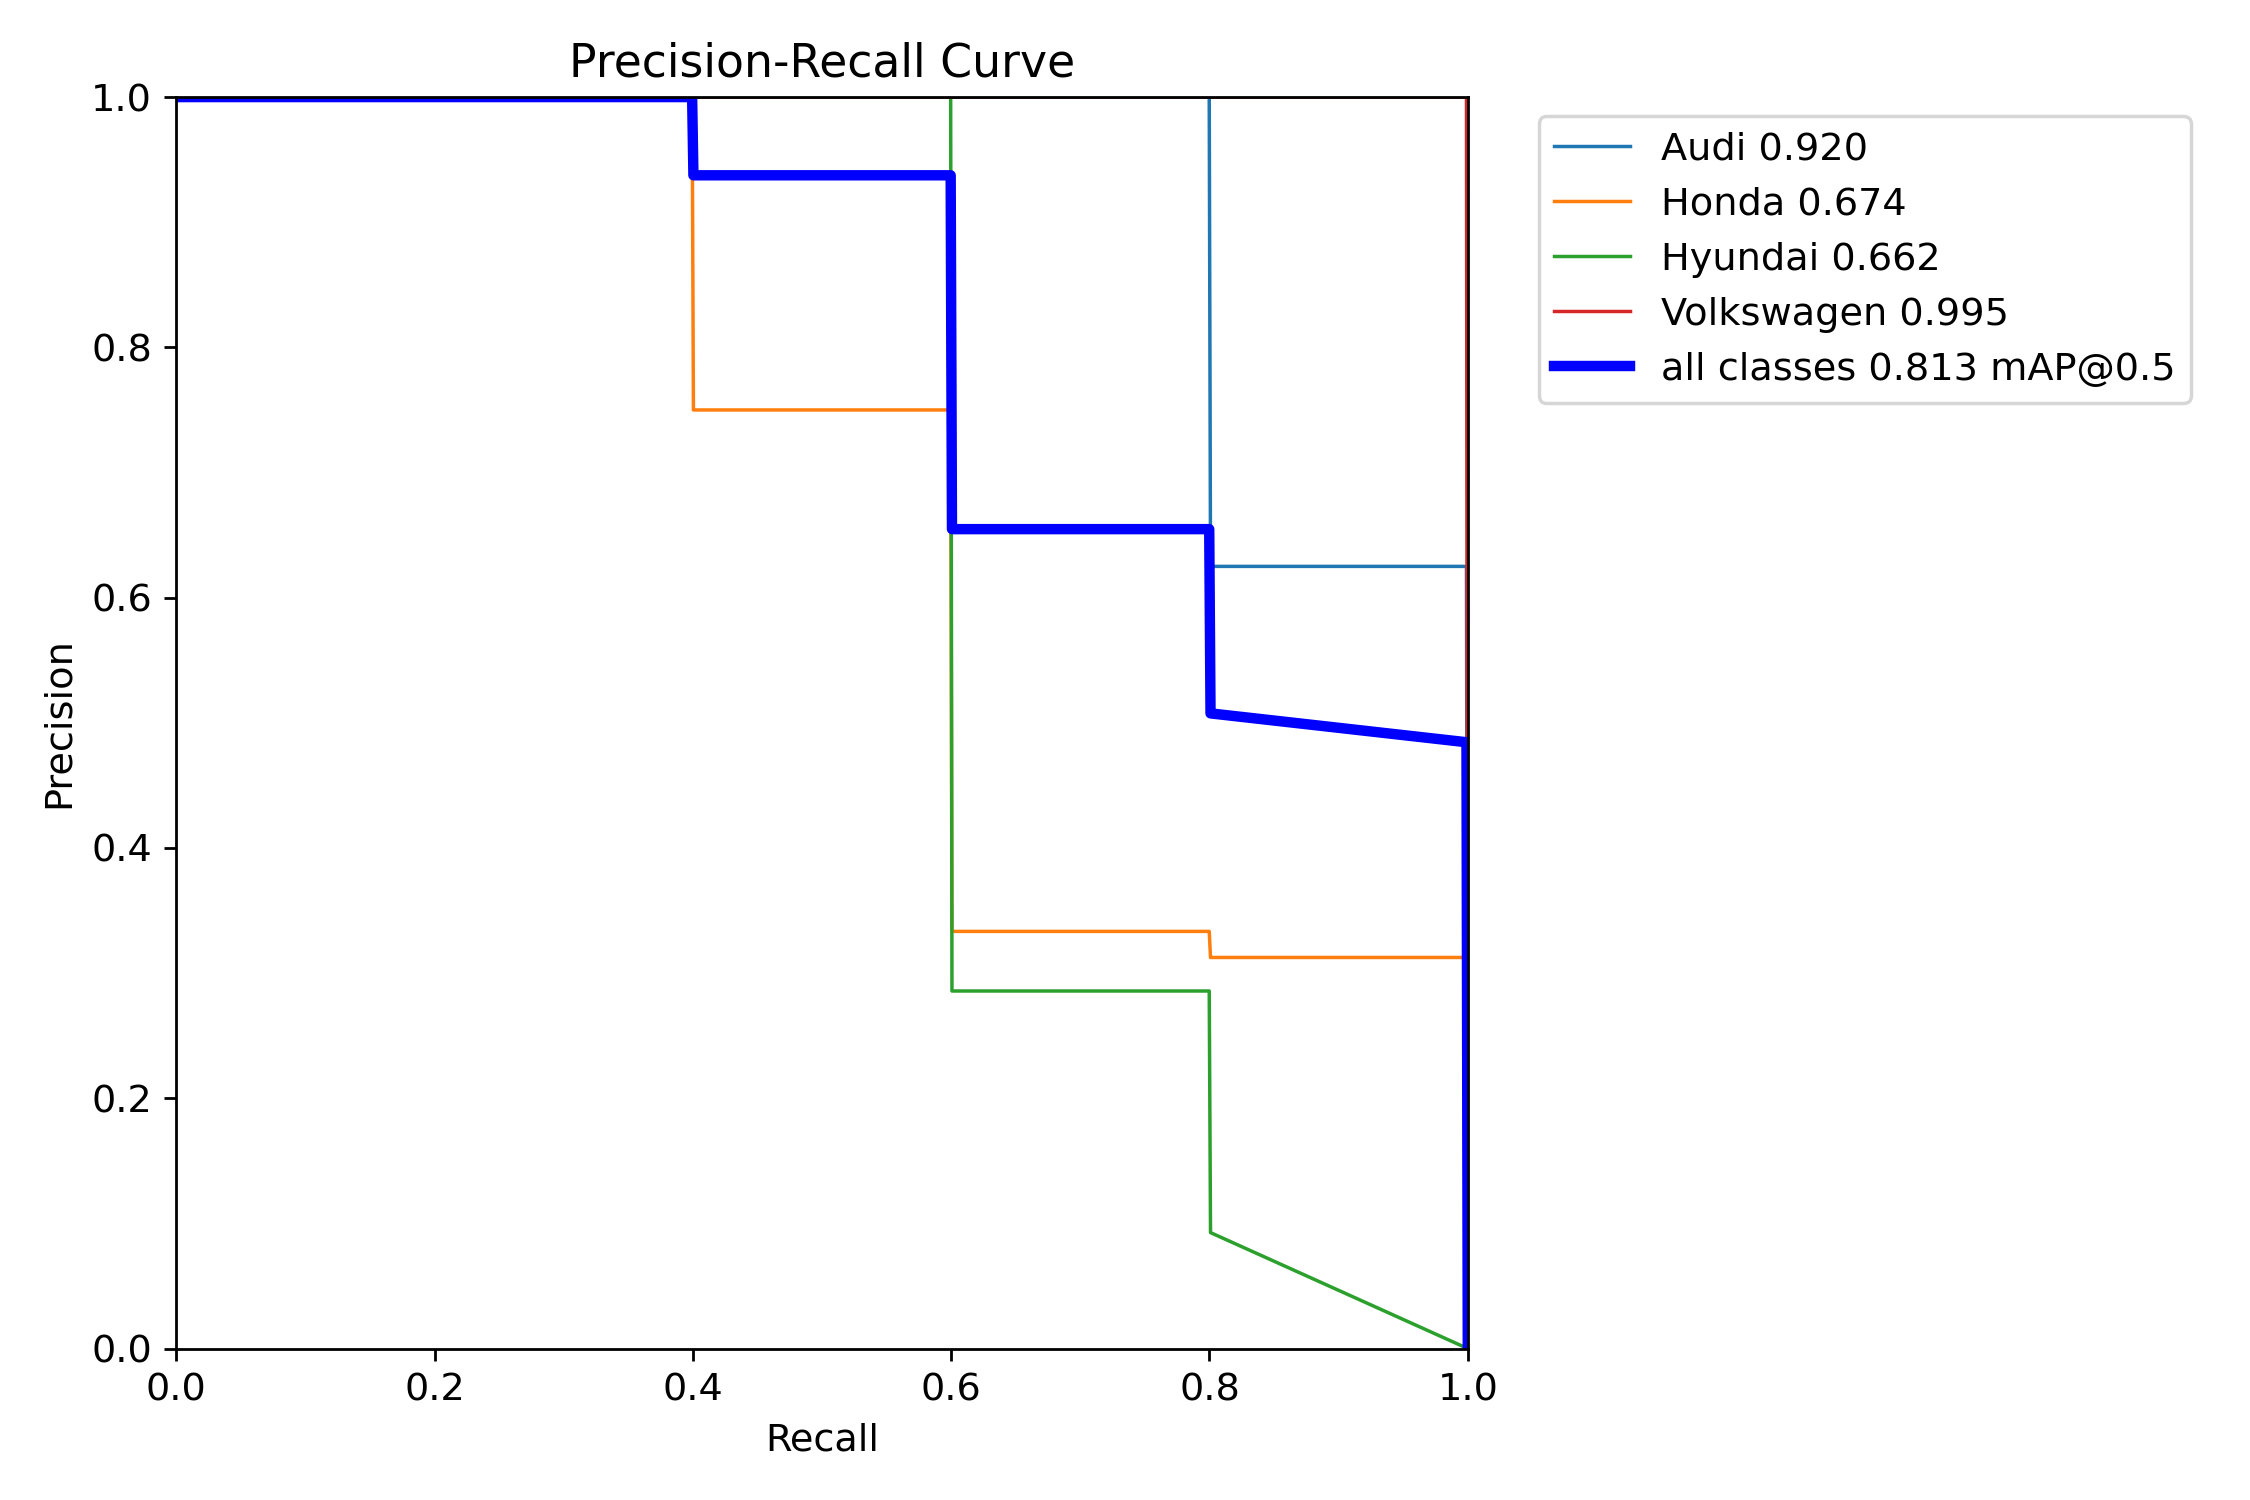 Precision-Recall Curve
1.0
0.8
0.6
0.4
0.2
0.0
Precision
0.0 0.2 0.4 0.6 0.8 1.0
Recall
Audi 0.920
Honda 0.674
Hyundai 0.662
Volkswagen 0.995
all classes 0.813 mAP@0.5